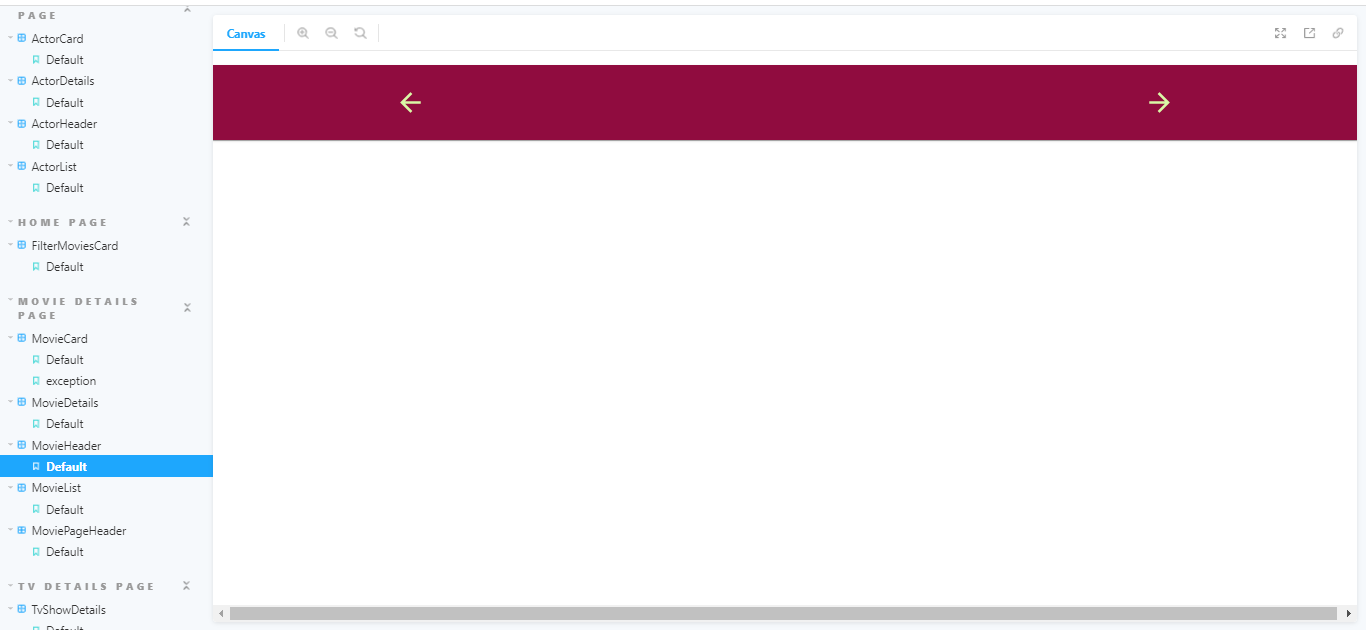 PAGE
ActorCard
Default
ActorDetails
Default
ActorHeader
Default
ActorList
Default
HOME PAGE
FilterMoviesCard
Default
MOVIE DETAILS
PAGE
MovieCard
Default
exception
MovieDetails
Default
MovieHeader
Default
MovieList
Default
MoviePageHeader
Default
TV DETAILS PAGE
TvShowDetails
Default
Canvas